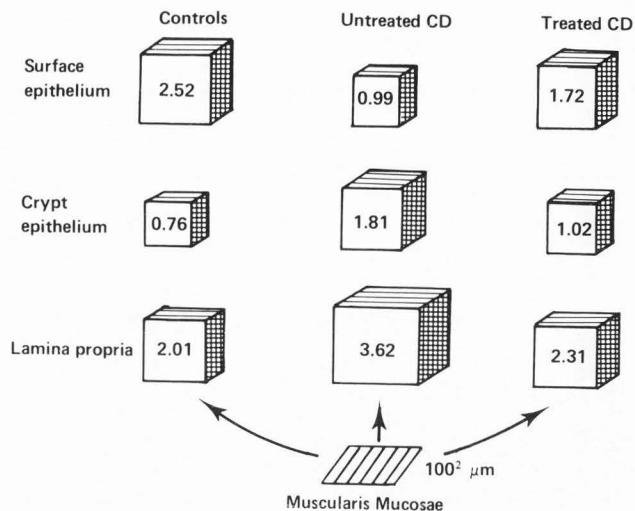 Controls Untreated CD Treated CD
Surface
epithelium
2.52 0.99 1.72
Crypt
epithelium
0.76 1.81 1.02
Lamina propria 2.01 3.62 2.31
100² μm
Muscularis Mucosae